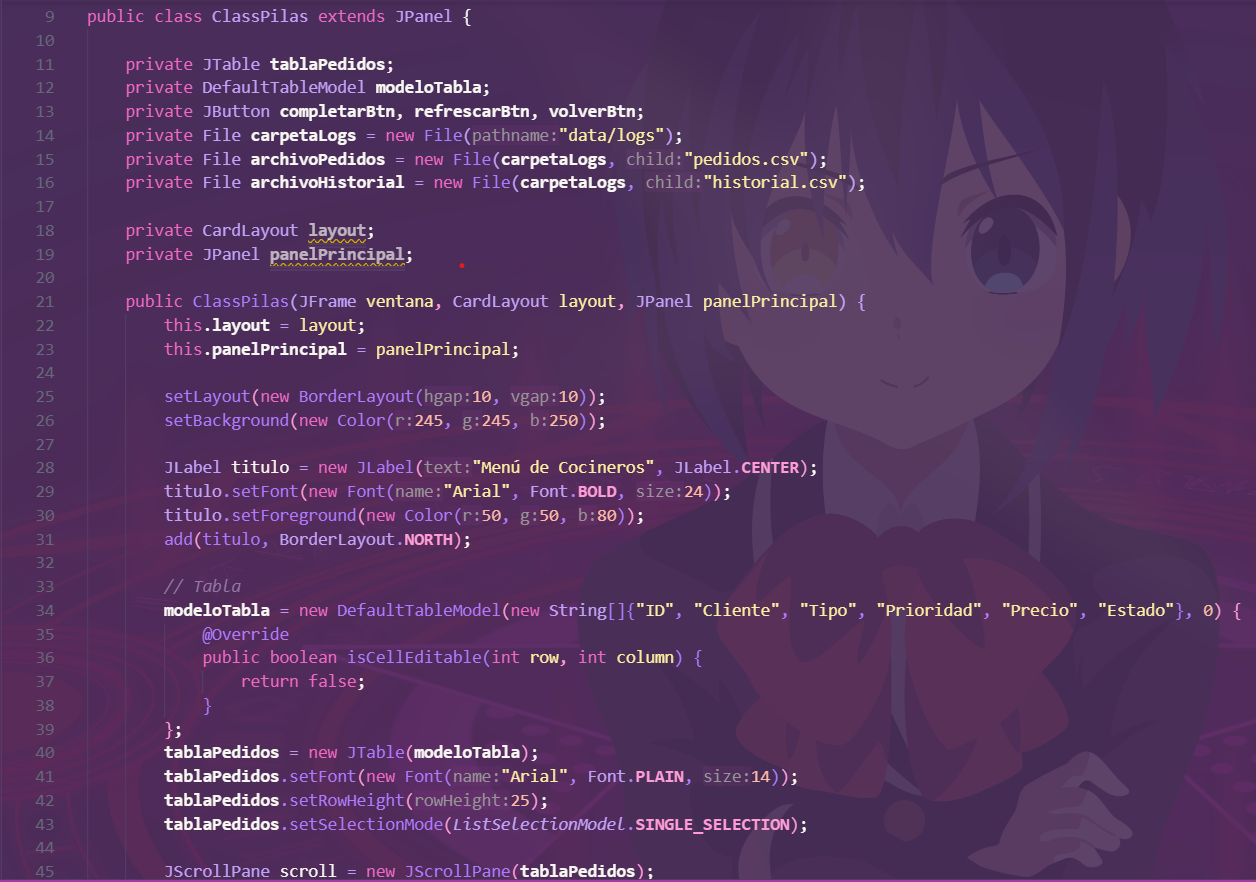 9 public class ClassPilas extends JPanel {
10
11 private JTable tablaPedidos;
12 private DefaultTableModel modeloTabla;
13 private JButton completarBtn, refrescarBtn, volverBtn;
14 private File carpetaLogs = new File(pathname:"data/logs");
15 private File archivoPedidos = new File(carpetaLogs, child:"pedidos.csv");
16 private File archivoHistorial = new File(carpetaLogs, child:"historial.csv");
17
18 private CardLayout layout;
19 private JPanel panelPrincipal;
20
21 public ClassPilas(JFrame ventana, CardLayout layout, JPanel panelPrincipal) {
22 this.layout = layout;
23 this.panelPrincipal = panelPrincipal;
24
25 setLayout(new BorderLayout(hgap:10, vgap:10));
26 setBackground(new Color(r:245, g:245, b:250));
27
28 JLabel titulo = new JLabel(text:"Menú de Cocineros", JLabel.CENTER);
29 titulo.setFont(new Font(name:"Arial", Font.BOLD, size:24));
30 titulo.setForeground(new Color(r:50, g:50, b:80));
31 add(titulo, BorderLayout.NORTH);
32
33 // Tabla
34 modeloTabla = new DefaultTableModel(new String[]{"ID", "Cliente", "Tipo", "Prioridad", "Precio", "Estado"}, 0) {
35 @Override
36 public boolean isCellEditable(int row, int column) {
37 return false;
38 }
39 };
40 tablaPedidos = new JTable(modeloTabla);
41 tablaPedidos.setFont(new Font(name:"Arial", Font.PLAIN, size:14));
42 tablaPedidos.setRowHeight(rowHeight:25);
43 tablaPedidos.setSelectionMode(ListSelectionModel.SINGLE_SELECTION);
44
45 JScrollPane scroll = new JScrollPane(tablaPedidos);